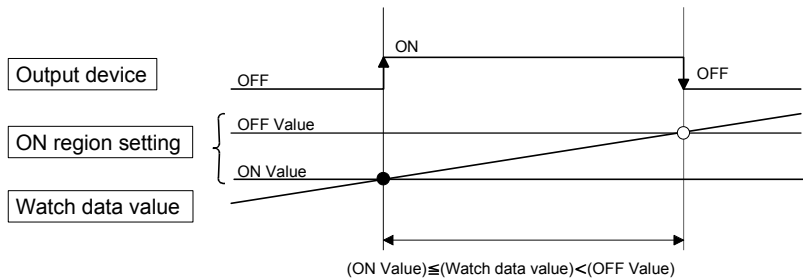 ON
Output device
OFF
OFF
OFF Value
ON region setting
ON Value
Watch data value
(ON Value)≦(Watch data value)<(OFF Value)